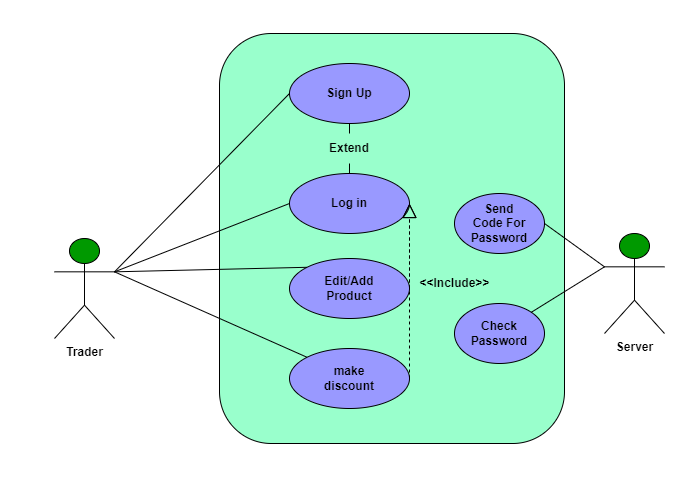 Sign Up
Extend
Log in
Send
Code For
Password
Edit/Add
Product
<<Include>>
Check
Password
make
discount
Trader
Server